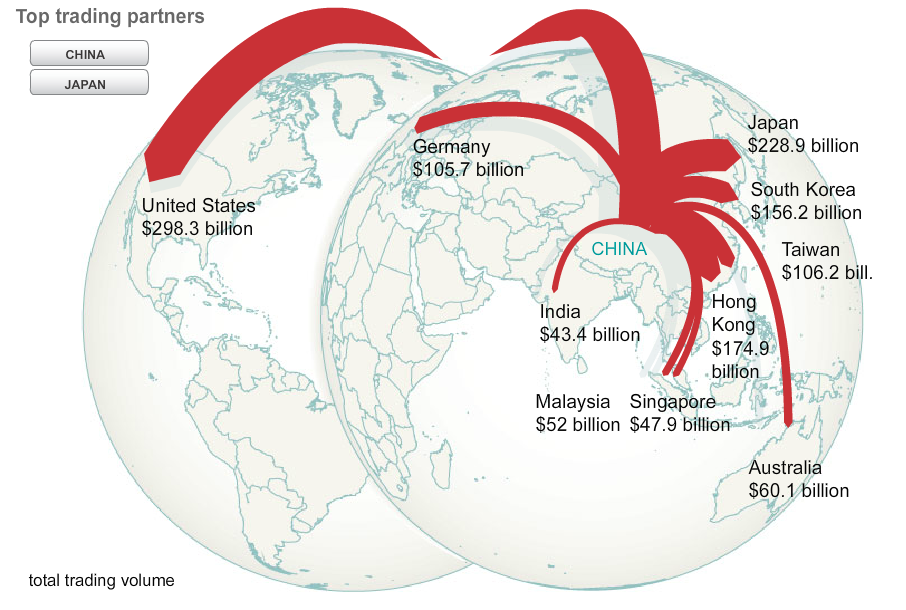 Top trading partners
CHINA
JAPAN
Japan
$228.9 billion
Germany
$105.7 billion
South Korea
$156.2 billion
United States
$298.3 billion
CHINA
Taiwan
$106.2 bill.
India
$43.4 billion
Hong
Kong
$174.9
billion
Malaysia
$52 billion
Singapore
$47.9 billion
Australia
$60.1 billion
total trading volume